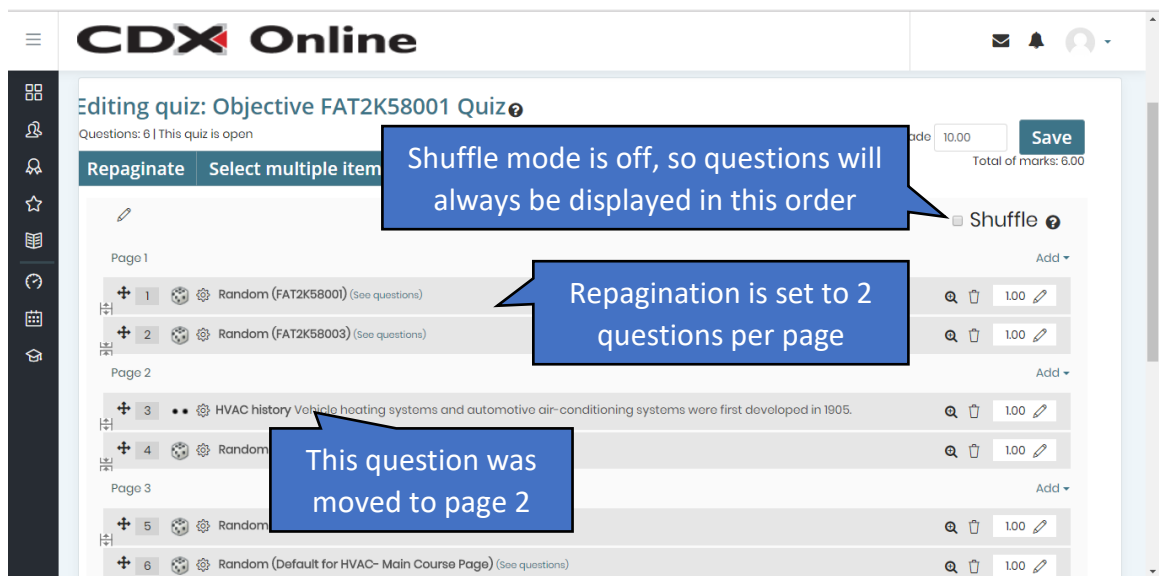 CDX Online
Editing quiz: Objective FAT2K58001 Quiz
Questions: 6 | This quiz is open
10.00 Save
Repaginate Select multiple item
Total of marks: 6.00
Shuffle mode is off, so questions will
always be displayed in this order
Shuffle
Page 1 Add
1 Random (FAT2K58001) (See questions) 1.00
Repagination is set to 2
questions per page
2 Random (FAT2K58003) (See questions) 1.00
Page 2 Add
3 HVAC history Vehicle heating systems and automotive air-conditioning systems were first developed in 1905. 1.00
4 Random 1.00
This question was
moved to page 2
Page 3 Add
5 Random 1.00
6 Random (Default for HVAC- Main Course Page) (See questions) 1.00